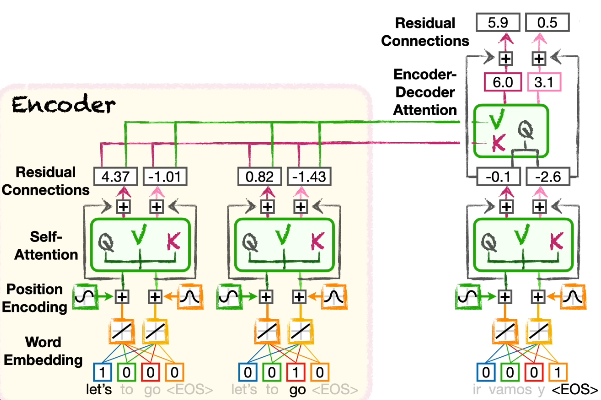 Residual Connections
5.9 0.5
+ +
Encoder-Decoder Attention
6.0 3.1
V
K Q
Encoder
Residual Connections
4.37 -1.01 0.82 -1.43 -0.1 -2.6
+ + + + + +
Self-Attention
Q V K Q V K Q V K
Position Encoding
+ + + + + +
Word Embedding
1 0 0 0 0 0 1 0 0 0 0 1
let's to go <EOS> let's to go <EOS> ir vamos y <EOS>